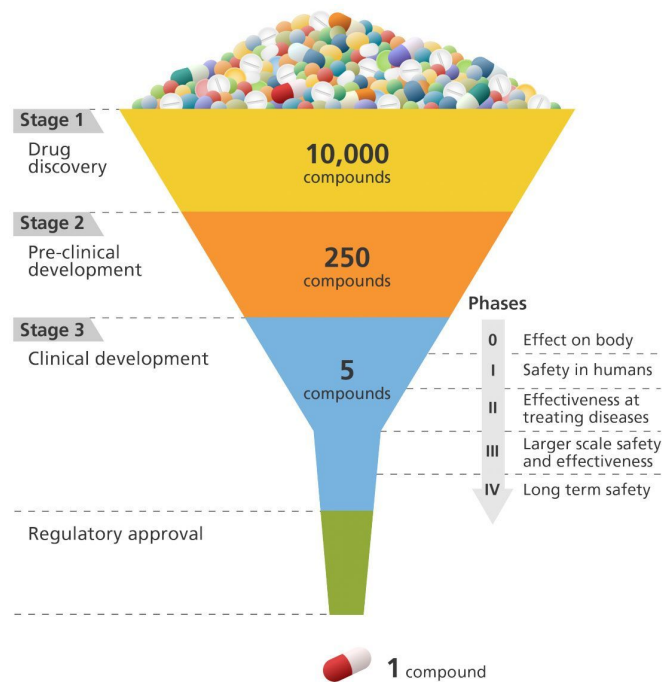 Stage 1
Drug
discovery
10,000
compounds
Stage 2
Pre-clinical
development
250
compounds
Stage 3
Clinical development
5
compounds
Phases
0 Effect on body
I Safety in humans
II Effectiveness at
treating diseases
III Larger scale safety
and effectiveness
IV Long term safety
Regulatory approval
1 compound